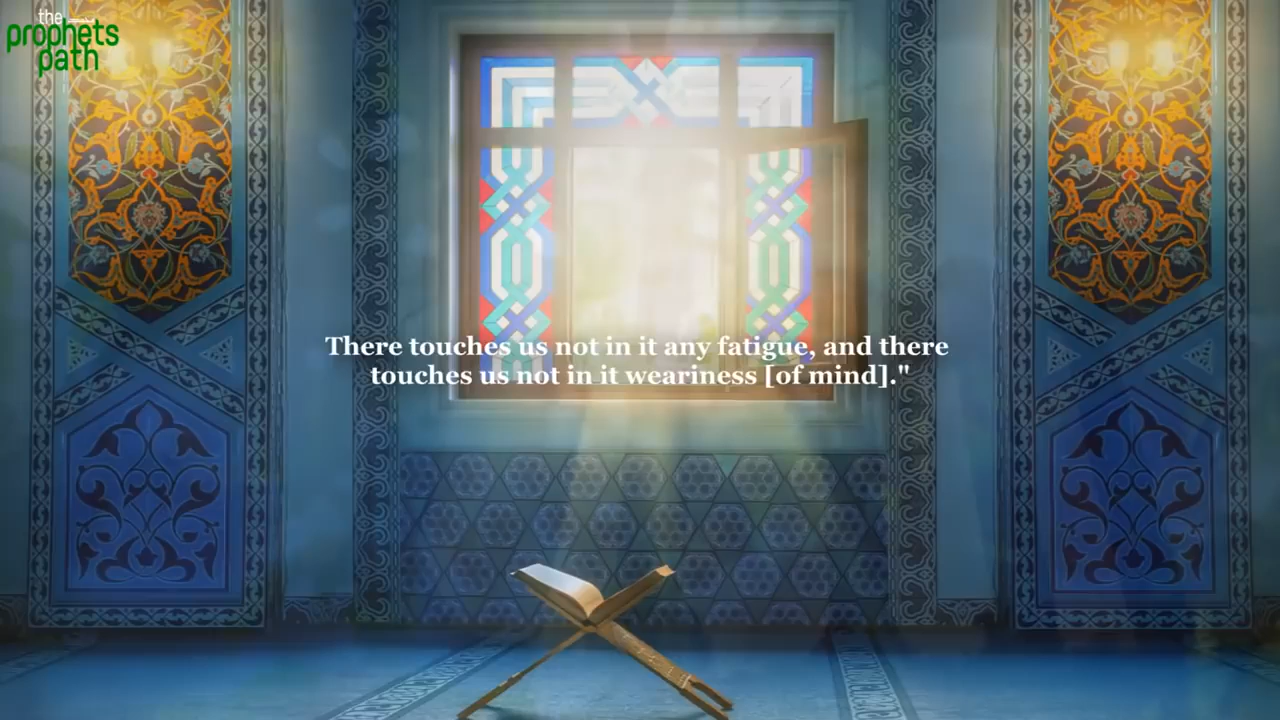 the
prophets
path
There touches us not in it any fatigue, and there
touches us not in it weariness [of mind]."